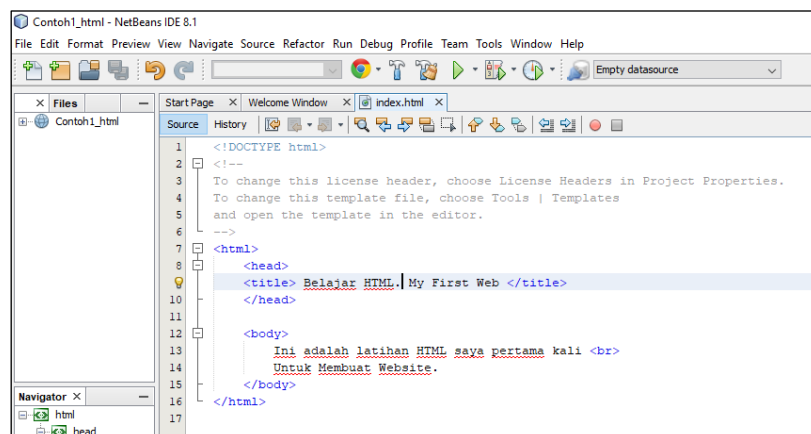 Contoh1_html - NetBeans IDE 8.1
File Edit Format Preview View Navigate Source Refactor Run Debug Profile Team Tools Window Help
Empty datasource
Files
Contoh1_html
Start Page Welcome Window index.html
Source History
1 <!DOCTYPE html>
2 <!--
3 To change this license header, choose License Headers in Project Properties.
4 To change this template file, choose Tools | Templates
5 and open the template in the editor.
6 -->
7 <html>
8 <head>
<title> Belajar HTML. My First Web </title>
10 </head>
11
12 <body>
13 Ini adalah latihan HTML saya pertama kali <br>
14 Untuk Membuat Website.
15 </body>
16 </html>
17
Navigator
html
head